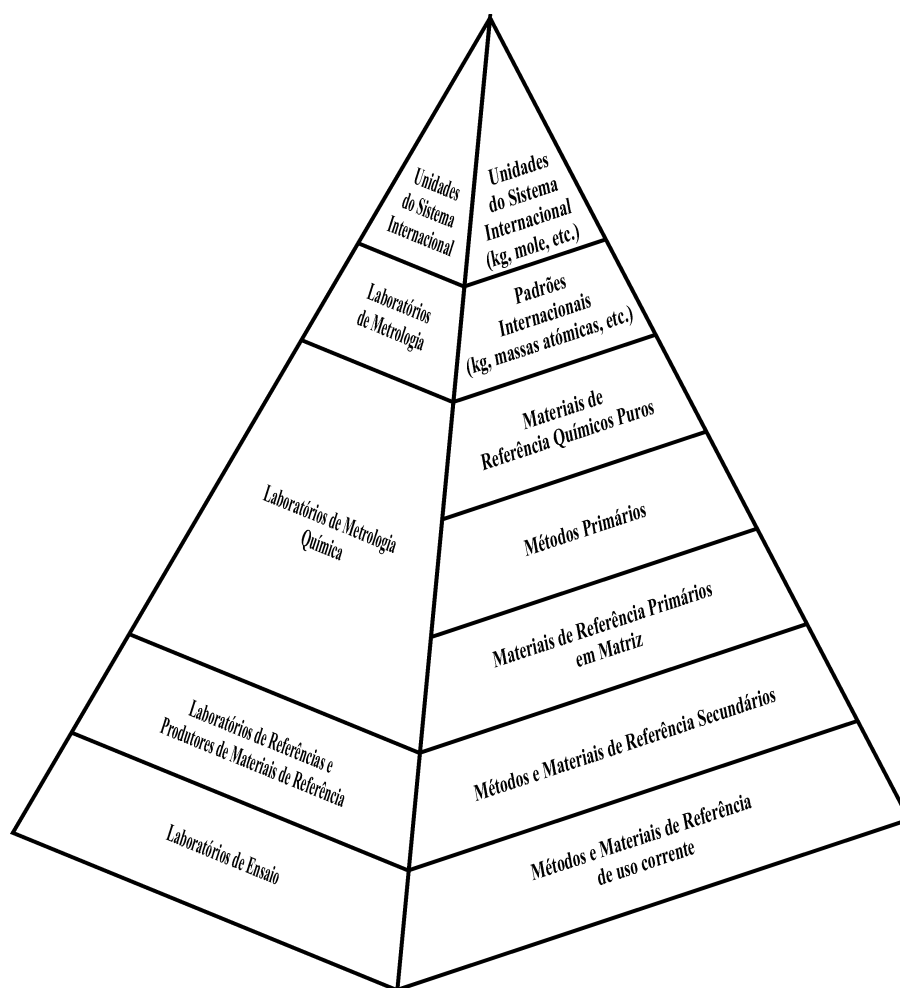 Unidades
do Sistema
Internacional
Laboratórios
de Metrologia
Laboratórios de Metrologia
Química
Laboratórios de Referências e
Produtores de Materiais de Referência
Laboratórios de Ensaio
Unidades
do Sistema
Internacional
(kg, mole, etc.)
Padrões
Internacionais
(kg, massas atómicas, etc.)
Materiais de
Referência Químicos Puros
Métodos Primários
Materiais de Referência Primários
em Matriz
Métodos e Materiais de Referência Secundários
Métodos e Materiais de Referência
de uso corrente